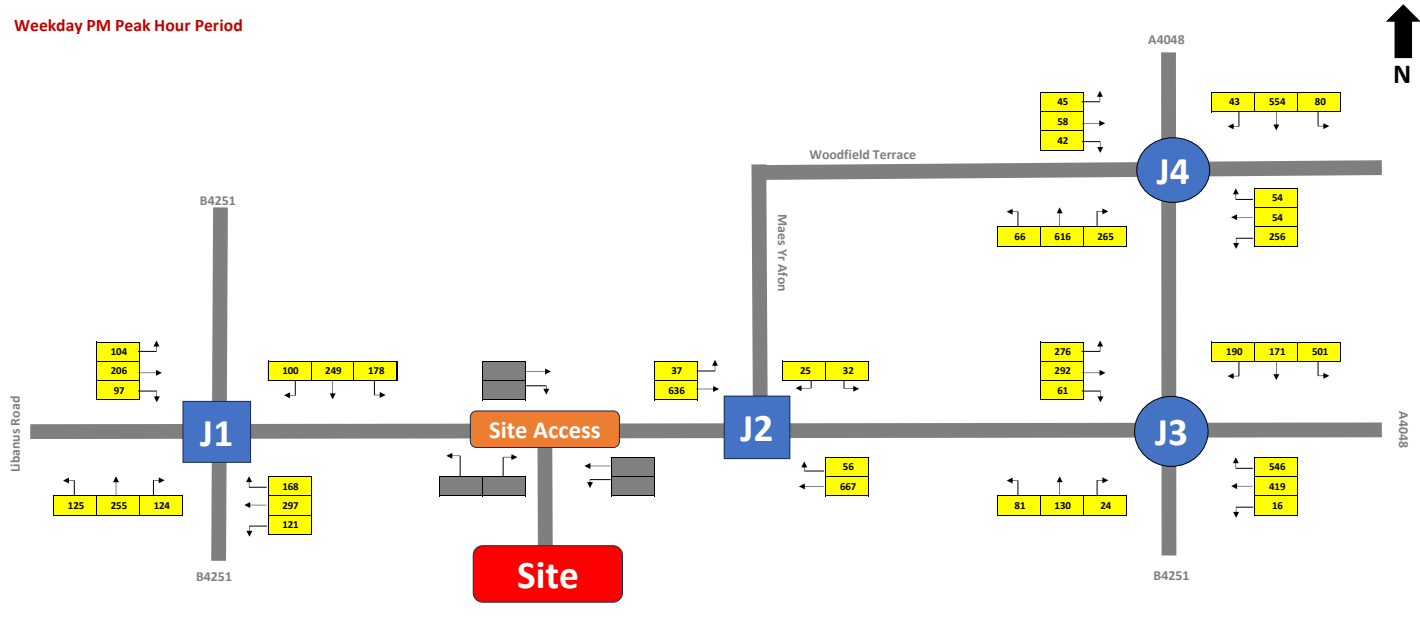 Weekday PM Peak Hour Period
A4048
N
45
58
42
43 554 80
Woodfield Terrace
J4
54
54
256
66 616 265
B4251
Maes Yr Afon
104
206
97
100 249 178
37
636
25 32
276
292
61
190 171 501
Libanus Road
J1
Site Access
J2
J3
A4048
168
297
121
125 255 124
56
667
81 130 24
546
419
16
Site
B4251
B4251